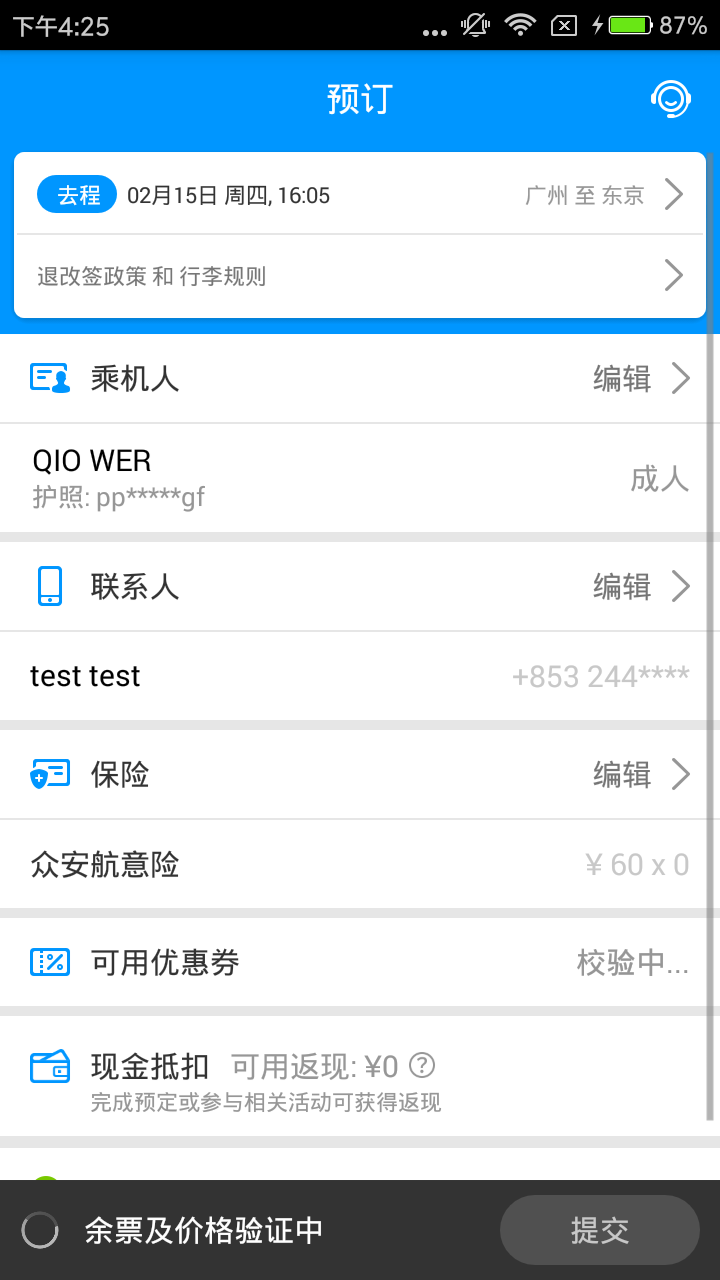 下午4:25
87%
预订
去程 02月15日 周四, 16:05 广州 至 东京
退改签政策 和 行李规则
乘机人 编辑
QIO WER
护照: pp*****gf
成人
联系人 编辑
test test +853 244****
保险 编辑
众安航意险 ¥ 60 x 0
可用优惠券 校验中...
现金抵扣 可用返现: ¥0 ?
完成预定或参与相关活动可获得返现
余票及价格验证中 提交